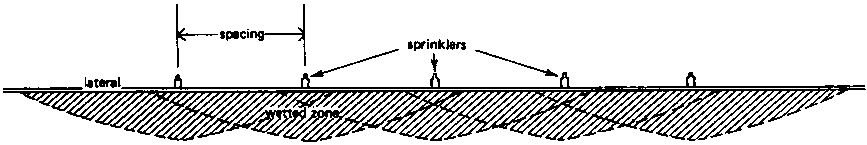 spacing
sprinklers
lateral
wetted zone